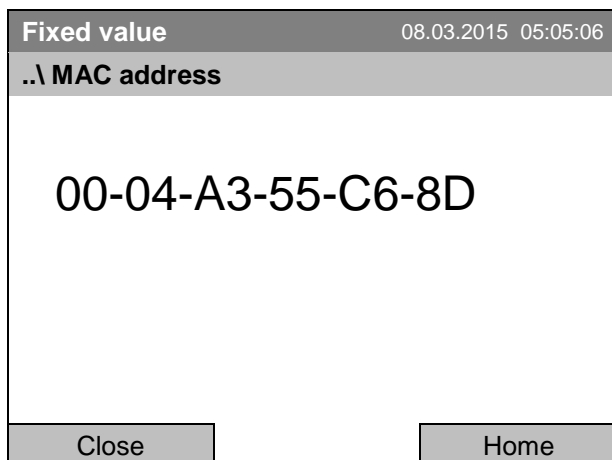 Fixed value 08.03.2015 05:05:06
..\ MAC address
00-04-A3-55-C6-8D
Close Home